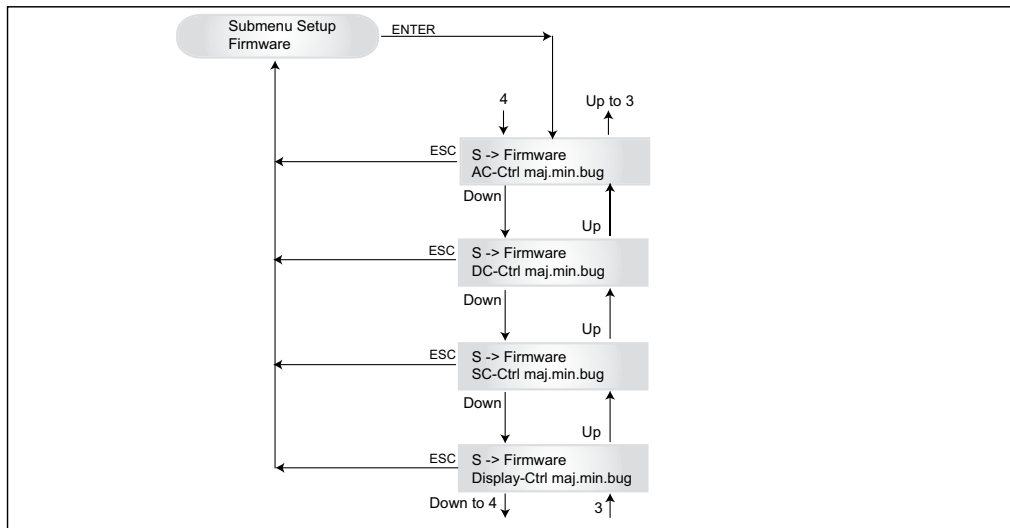 Submenu Setup
Firmware
ENTER
4
Up to 3
ESC
S -> Firmware
AC-Ctrl maj.min.bug
Down
Up
ESC
S -> Firmware
DC-Ctrl maj.min.bug
Down
Up
ESC
S -> Firmware
SC-Ctrl maj.min.bug
Down
Up
ESC
S -> Firmware
Display-Ctrl maj.min.bug
Down to 4
3